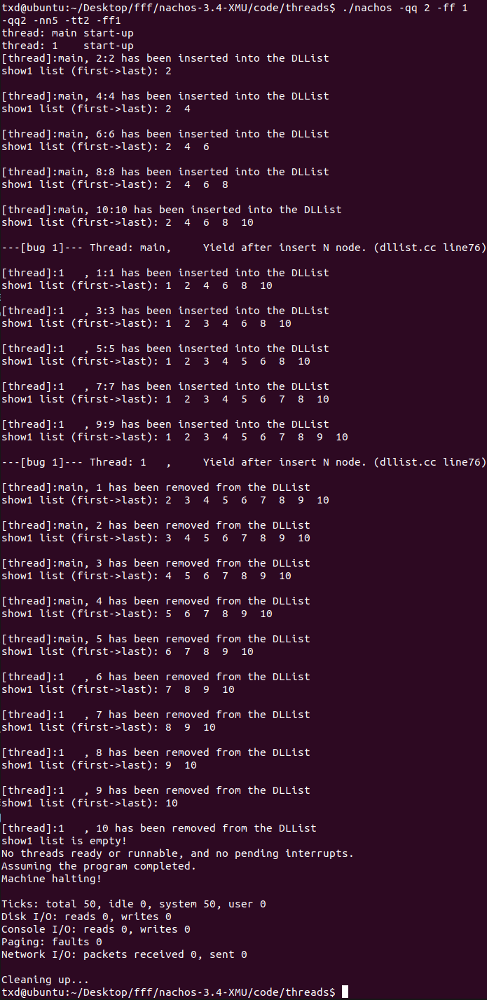 txd@ubuntu:~/Desktop/fff/nachos-3.4-XMU/code/threads$ ./nachos -qq 2 -ff 1
-qq2 -nn5 -tt2 -ff1
thread: main start-up
thread: 1    start-up
[thread]:main, 2:2 has been inserted into the DLList
show1 list (first->last): 2

[thread]:main, 4:4 has been inserted into the DLList
show1 list (first->last): 2  4

[thread]:main, 6:6 has been inserted into the DLList
show1 list (first->last): 2  4  6

[thread]:main, 8:8 has been inserted into the DLList
show1 list (first->last): 2  4  6  8

[thread]:main, 10:10 has been inserted into the DLList
show1 list (first->last): 2  4  6  8  10

---[bug 1]--- Thread: main,     Yield after insert N node. (dllist.cc line76)

[thread]:1   , 1:1 has been inserted into the DLList
show1 list (first->last): 1  2  4  6  8  10

[thread]:1   , 3:3 has been inserted into the DLList
show1 list (first->last): 1  2  3  4  6  8  10

[thread]:1   , 5:5 has been inserted into the DLList
show1 list (first->last): 1  2  3  4  5  6  8  10

[thread]:1   , 7:7 has been inserted into the DLList
show1 list (first->last): 1  2  3  4  5  6  7  8  10

[thread]:1   , 9:9 has been inserted into the DLList
show1 list (first->last): 1  2  3  4  5  6  7  8  9  10

---[bug 1]--- Thread: 1   ,     Yield after insert N node. (dllist.cc line76)

[thread]:main, 1 has been removed from the DLList
show1 list (first->last): 2  3  4  5  6  7  8  9  10

[thread]:main, 2 has been removed from the DLList
show1 list (first->last): 3  4  5  6  7  8  9  10

[thread]:main, 3 has been removed from the DLList
show1 list (first->last): 4  5  6  7  8  9  10

[thread]:main, 4 has been removed from the DLList
show1 list (first->last): 5  6  7  8  9  10

[thread]:main, 5 has been removed from the DLList
show1 list (first->last): 6  7  8  9  10

[thread]:1   , 6 has been removed from the DLList
show1 list (first->last): 7  8  9  10

[thread]:1   , 7 has been removed from the DLList
show1 list (first->last): 8  9  10

[thread]:1   , 8 has been removed from the DLList
show1 list (first->last): 9  10

[thread]:1   , 9 has been removed from the DLList
show1 list (first->last): 10

[thread]:1   , 10 has been removed from the DLList
show1 list is empty!
No threads ready or runnable, and no pending interrupts.
Assuming the program completed.
Machine halting!

Ticks: total 50, idle 0, system 50, user 0
Disk I/O: reads 0, writes 0
Console I/O: reads 0, writes 0
Paging: faults 0
Network I/O: packets received 0, sent 0

Cleaning up...
txd@ubuntu:~/Desktop/fff/nachos-3.4-XMU/code/threads$